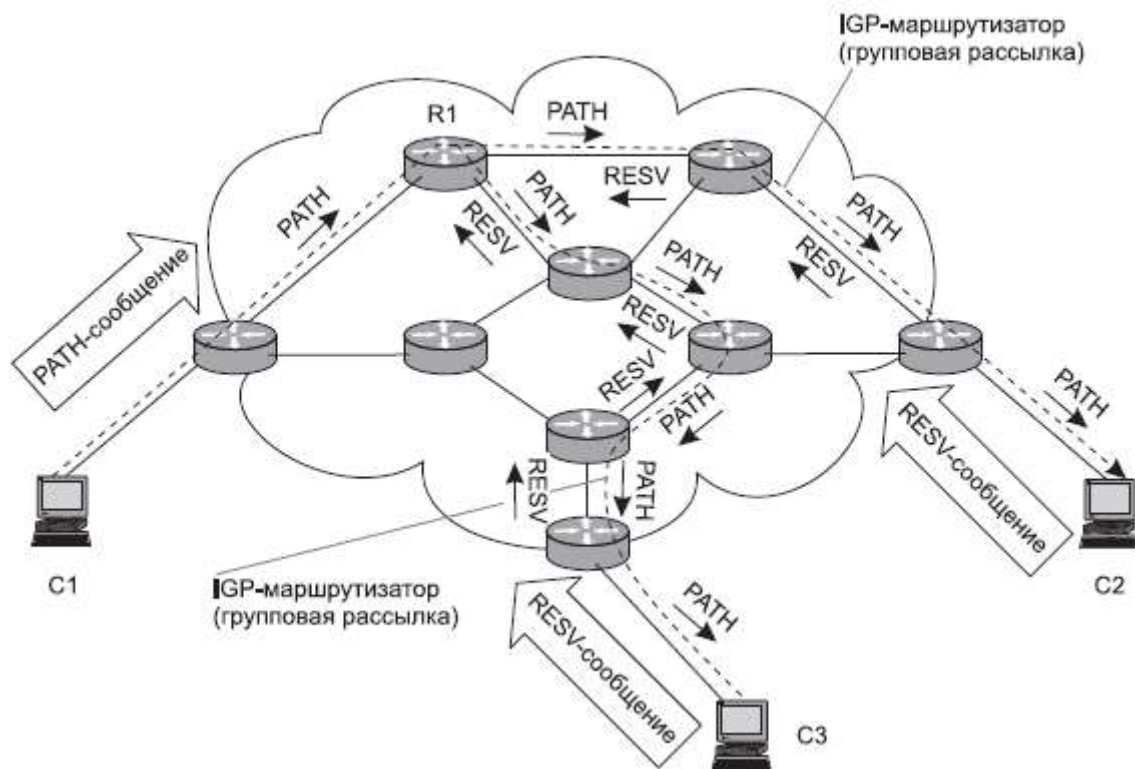 IGP-маршрутизатор
(групповая рассылка)
R1
PATH
RESV
PATH
PATH
RESV
PATH
RESV
PATH
RESV
PATH-сообщение
RESV
RESV
PATH
PATH
RESV
PATH
RESV-сообщение
C1
IGP-маршрутизатор
(групповая рассылка)
RESV-сообщение
PATH
C2
C3